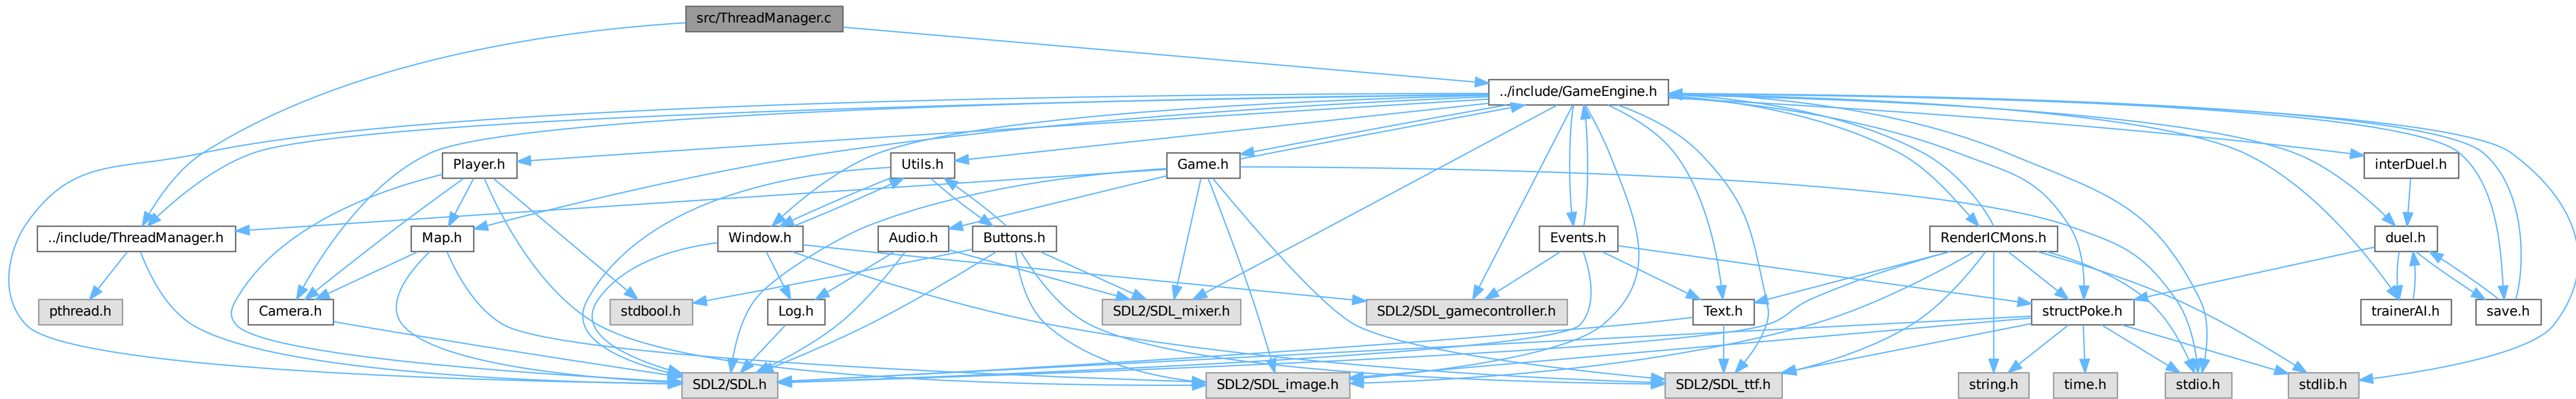 src/ThreadManager.c
../include/GameEngine.h
Player.h
Utils.h
Game.h
interDuel.h
../include/ThreadManager.h
Map.h
Window.h
Audio.h
Buttons.h
Events.h
RenderICMons.h
duel.h
pthread.h
Camera.h
stdbool.h
Log.h
SDL2/SDL_mixer.h
SDL2/SDL_gamecontroller.h
Text.h
structPoke.h
trainerAI.h
save.h
SDL2/SDL.h
SDL2/SDL_image.h
SDL2/SDL_ttf.h
string.h
time.h
stdio.h
stdlib.h